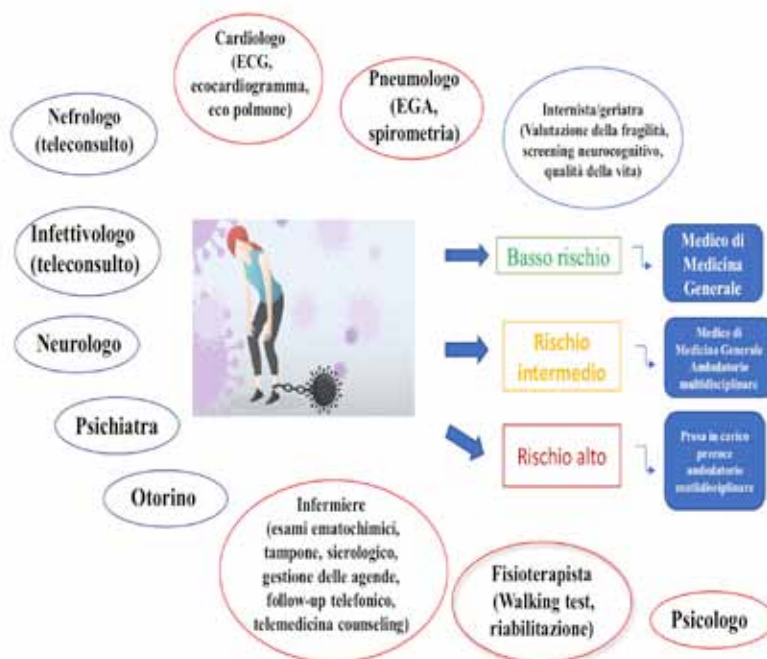 Cardiologo
(ECG,
ecocardiogramma,
eco polmone)
Pneumologo
(EGA,
spirometria)
Internista/geriatra
(Valutazione della fragilità,
screening neurocognitivo,
qualità della vita)
Nefrologo
(teleconsulto)
Infettivologo
(teleconsulto)
Neurologo
Psichiatra
Otorino
Basso rischio
Medico di
Medicina
Generale
Rischio
intermedio
Medico di
Medicina Generale
Ambulatorio
multidisciplinare
Rischio alto
Presa in carico
precoce
ambulatorio
multidisciplinare
Infermiere
(esami ematochimici,
tampone, sierologico,
gestione delle agende,
follow-up telefonico,
telemedicina counseling)
Fisioterapista
(Walking test,
riabilitazione)
Psicologo